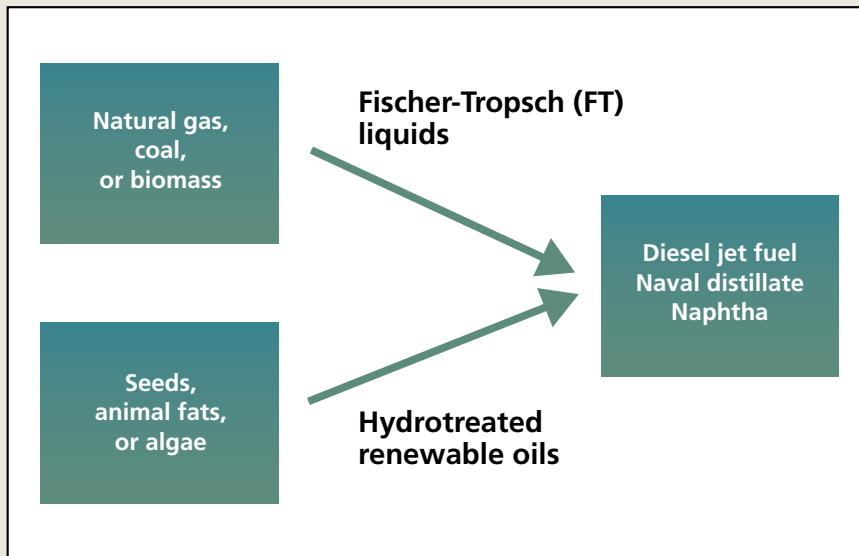 Natural gas,
coal,
or biomass
Fischer-Tropsch (FT)
liquids
Diesel jet fuel
Naval distillate
Naphtha
Seeds,
animal fats,
or algae
Hydrotreated
renewable oils